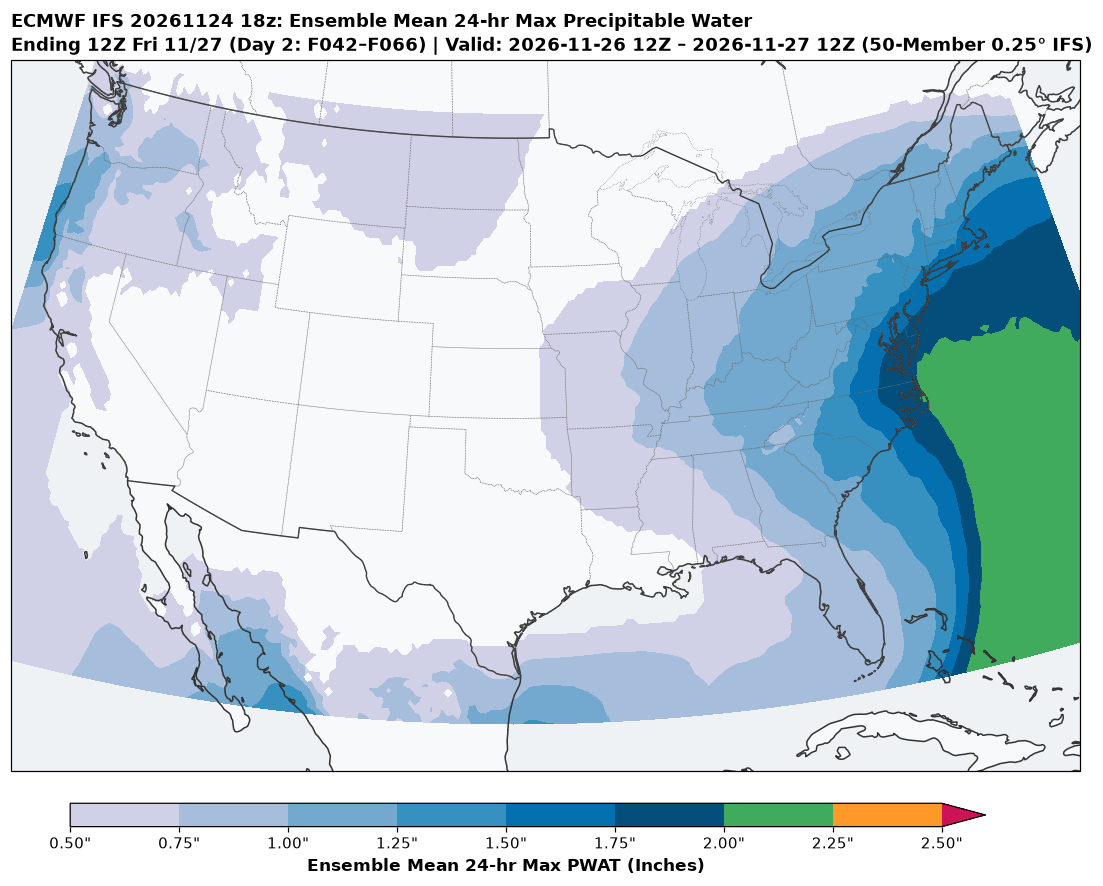 ECMWF IFS 20261124 18z: Ensemble Mean 24-hr Max Precipitable Water
Ending 12Z Fri 11/27 (Day 2: F042–F066) | Valid: 2026-11-26 12Z – 2026-11-27 12Z (50-Member 0.25° IFS)
0.50" 0.75" 1.00" 1.25" 1.50" 1.75" 2.00" 2.25" 2.50"
Ensemble Mean 24-hr Max PWAT (Inches)